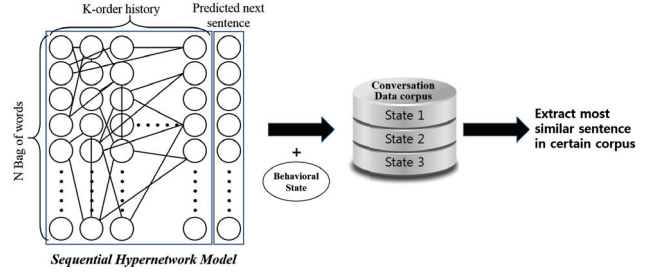 K-order history
Predicted next
sentence
N Bag of words
Sequential Hypernetwork Model
+
Behavioral
State
Conversation
Data corpus
State 1
State 2
State 3
Extract most
similar sentence
in certain corpus